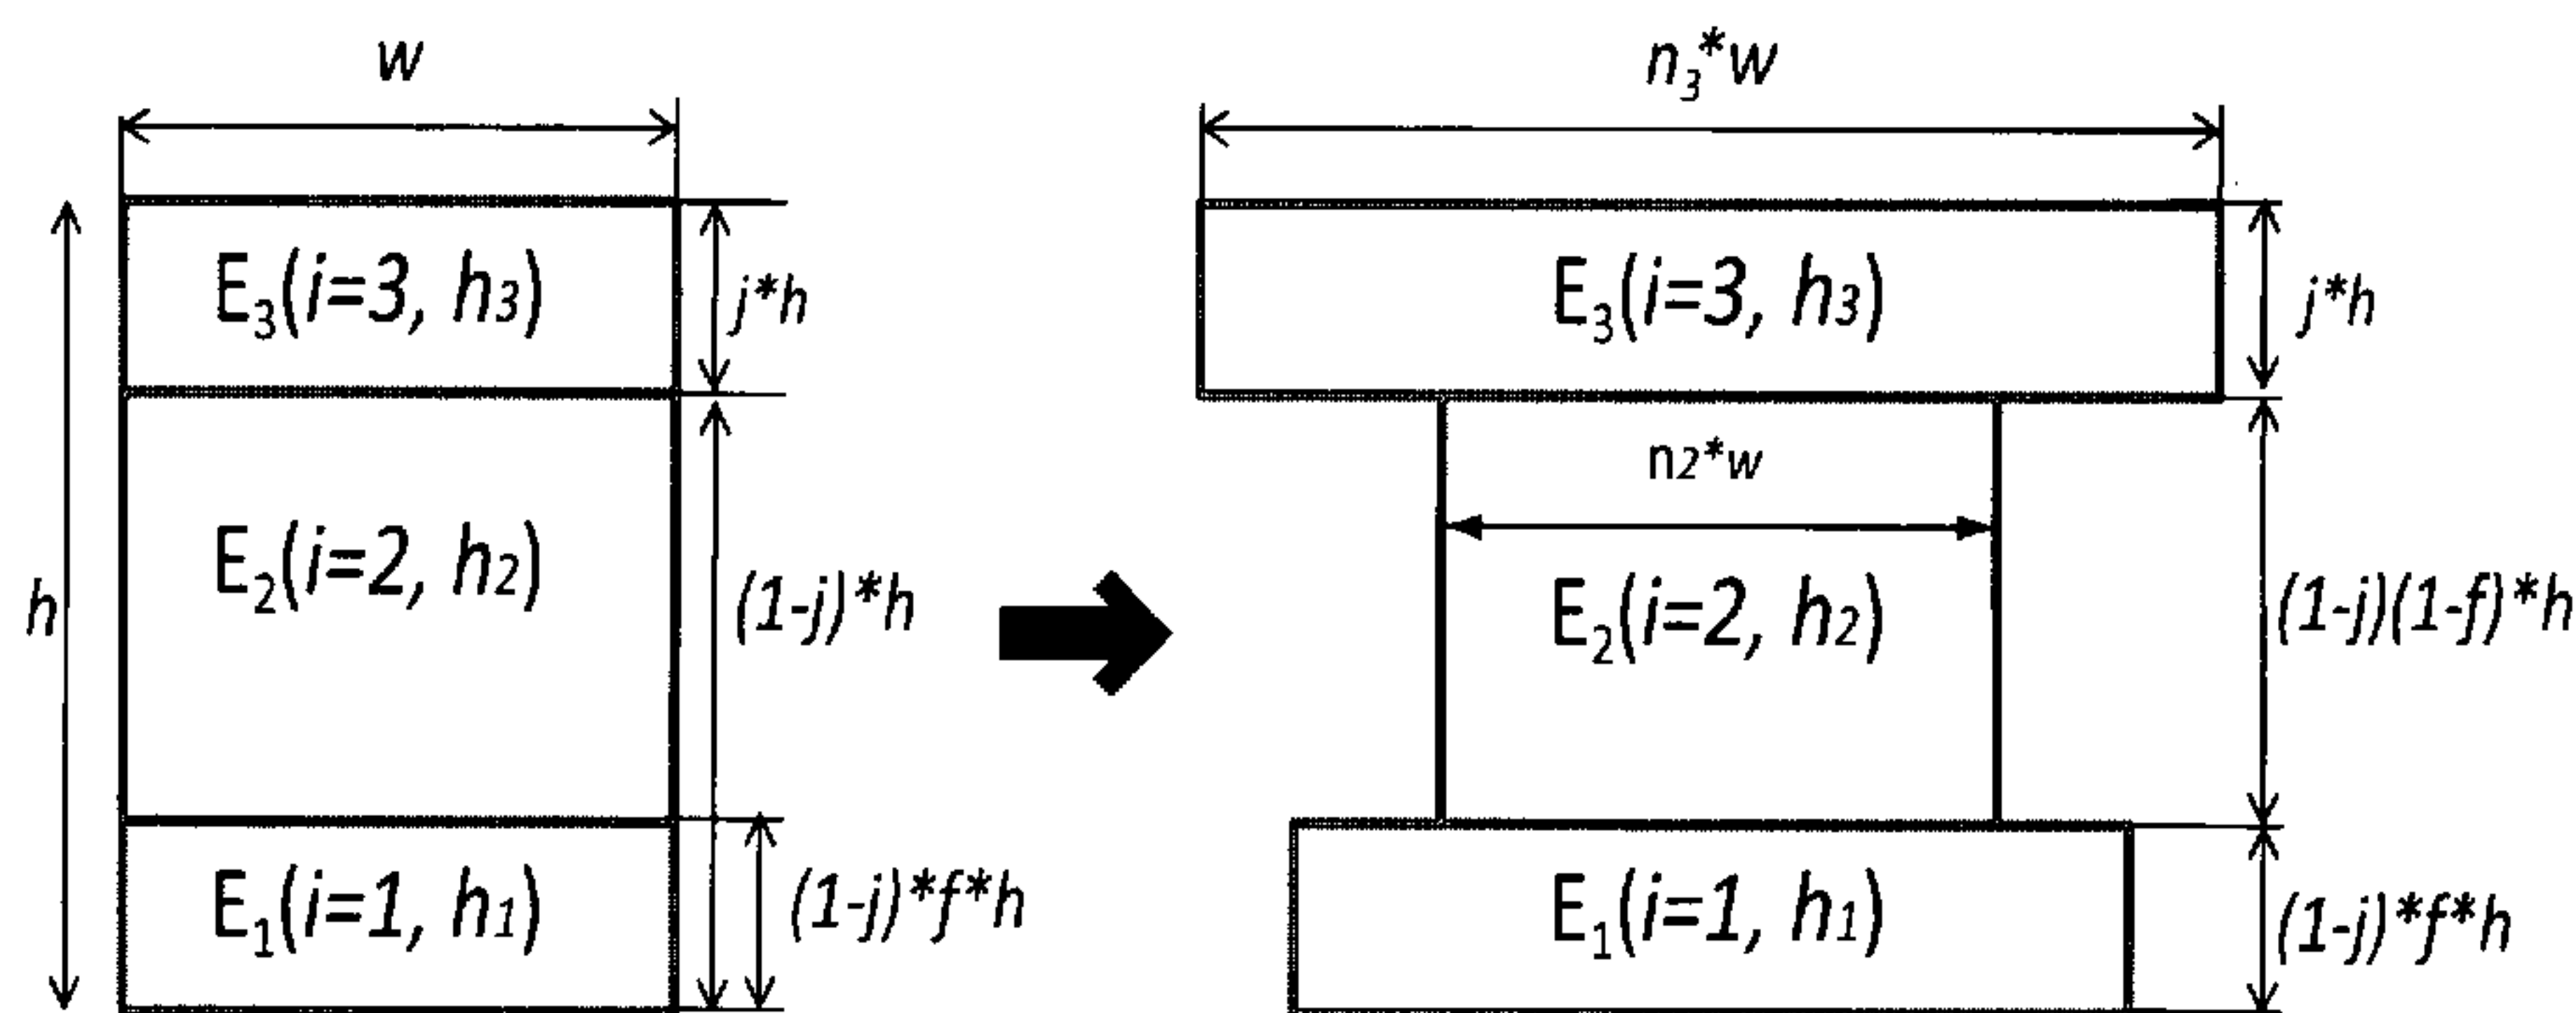 w
n₃*w
E₃(i=3, h₃)
j*h
E₃(i=3, h₃)
j*h
n₂*w
h
E₂(i=2, h₂)
(1-j)*h
E₂(i=2, h₂)
(1-j)(1-f)*h
E₁(i=1, h₁)
(1-j)*f*h
E₁(i=1, h₁)
(1-j)*f*h